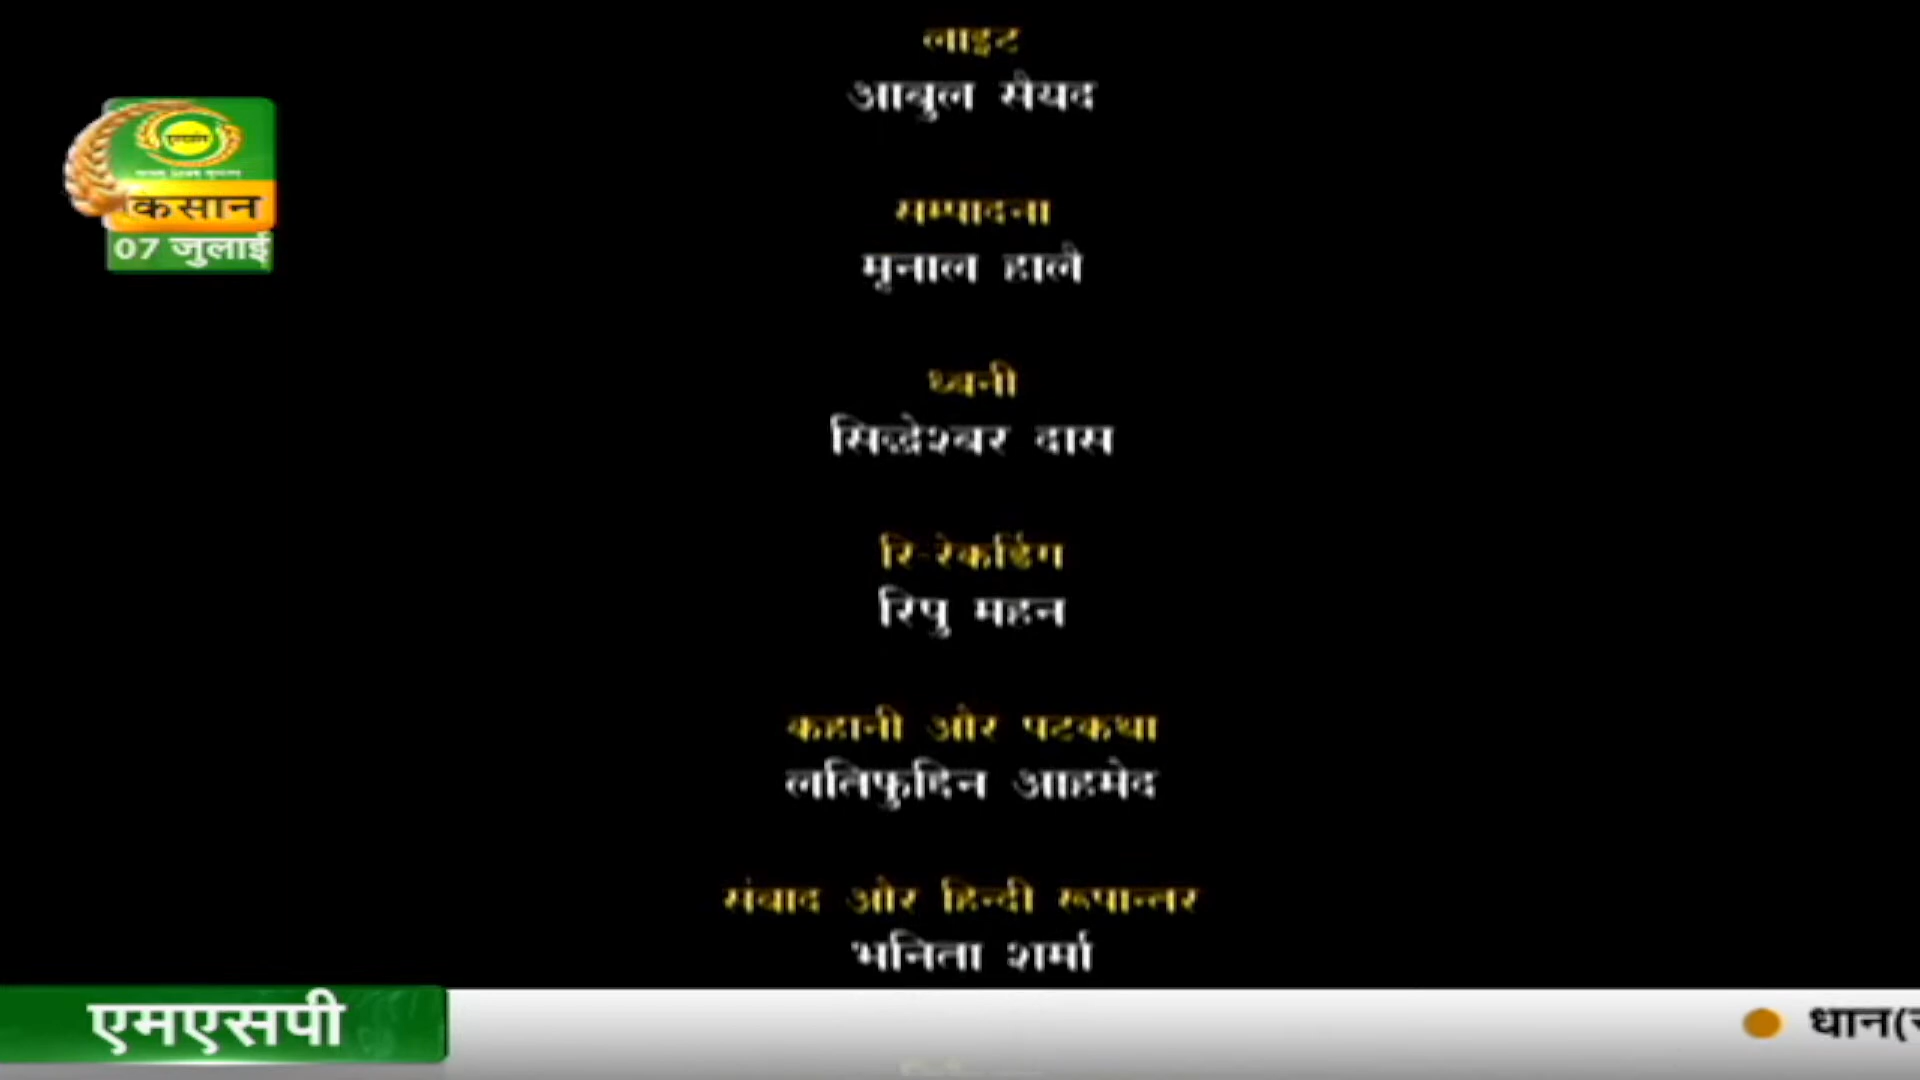 लाइट
आबुल सैयद
सम्पादना
मृनाल हालै
ध्वनी
सिद्धेश्बर दास
रि-रेकर्डिंग
रिपु महन
कहानी और पटकथा
लतिफुद्दिन आहमेद
संबाद और हिन्दी रूपान्तर
भनिता शर्मा
किसान
07 जुलाई
एमएसपी
धान(